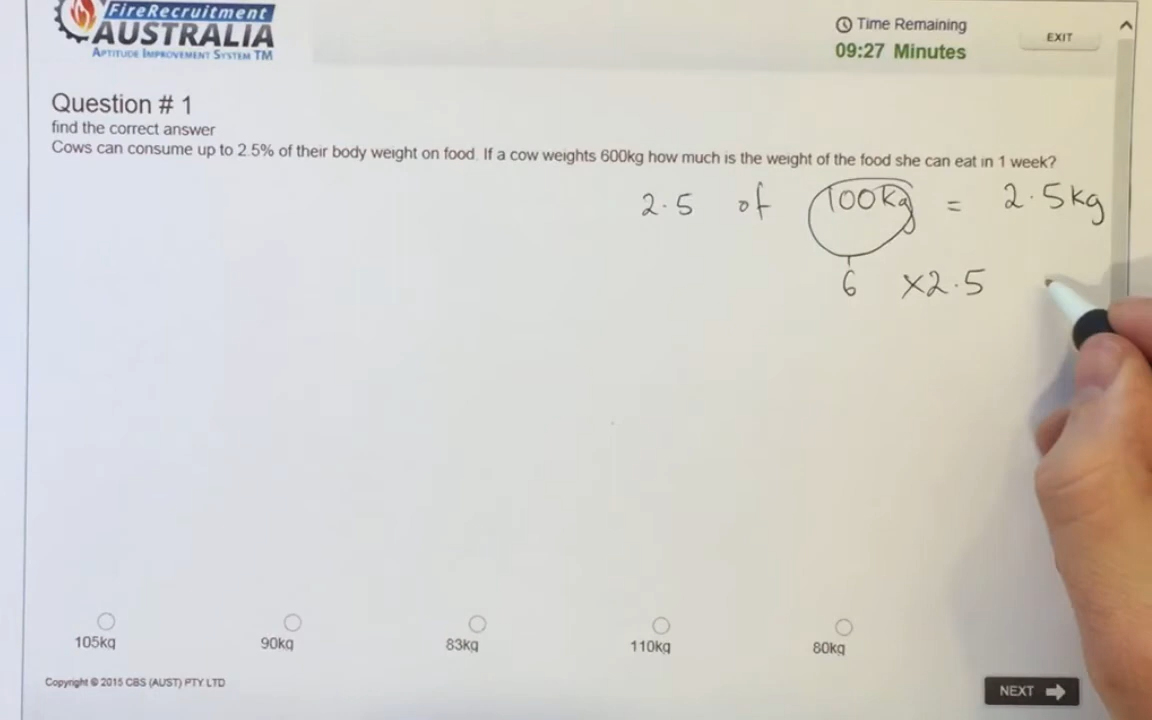 FireRecruitment
AUSTRALIA
APTITUDE IMPROVEMENT SYSTEM TM
Time Remaining
09:27 Minutes
EXIT
Question # 1
find the correct answer
Cows can consume up to 2.5% of their body weight on food. If a cow weights 600kg how much is the weight of the food she can eat in 1 week?
2.5 of 100kg = 2.5kg
6 x2.5
105kg
90kg
83kg
110kg
80kg
Copyright © 2015 CBS (AUST) PTY LTD
NEXT